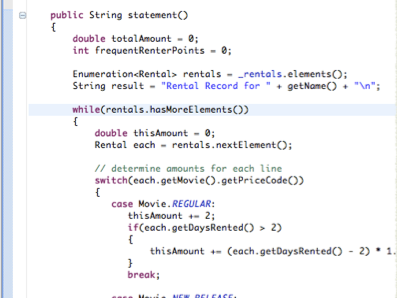 public String statement()
{
double totalAmount = 0;
int frequentRenterPoints = 0;
Enumeration<Rental> rentals = _rentals.elements();
String result = "Rental Record for " + getName() + "\n";
while(rentals.hasMoreElements())
{
double thisAmount = 0;
Rental each = rentals.nextElement();
// determine amounts for each line
switch(each.getMovie().getPriceCode())
{
case Movie.REGULAR:
thisAmount += 2;
if(each.getDaysRented() > 2)
{
thisAmount += (each.getDaysRented() - 2) * 1.
}
break;
case Movie.NEW_RELEASE: